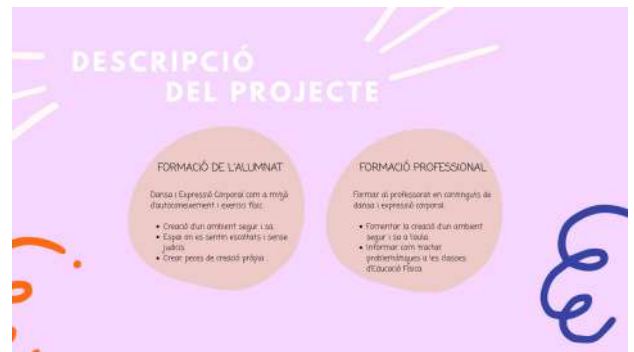 DESCRIPCIÓ
DEL PROJECTE
FORMACIÓ DE L'ALUMNAT
Dansa i Expressió Corporal com a mitjà
d'autoconeixement i exercici físic.
• Creació d'un ambient segur i sa.
• Espai on es sentin escoltats i sense
judicis.
• Crear peces de creació pròpia.
FORMACIÓ PROFESSIONAL
Formar al professorat en continguts de
dansa i expressió corporal.
• Fomentar la creació d'un ambient
segur i sa a l'aula.
• Informar com tractar
problemàtiques a les classes
d'Educació Física